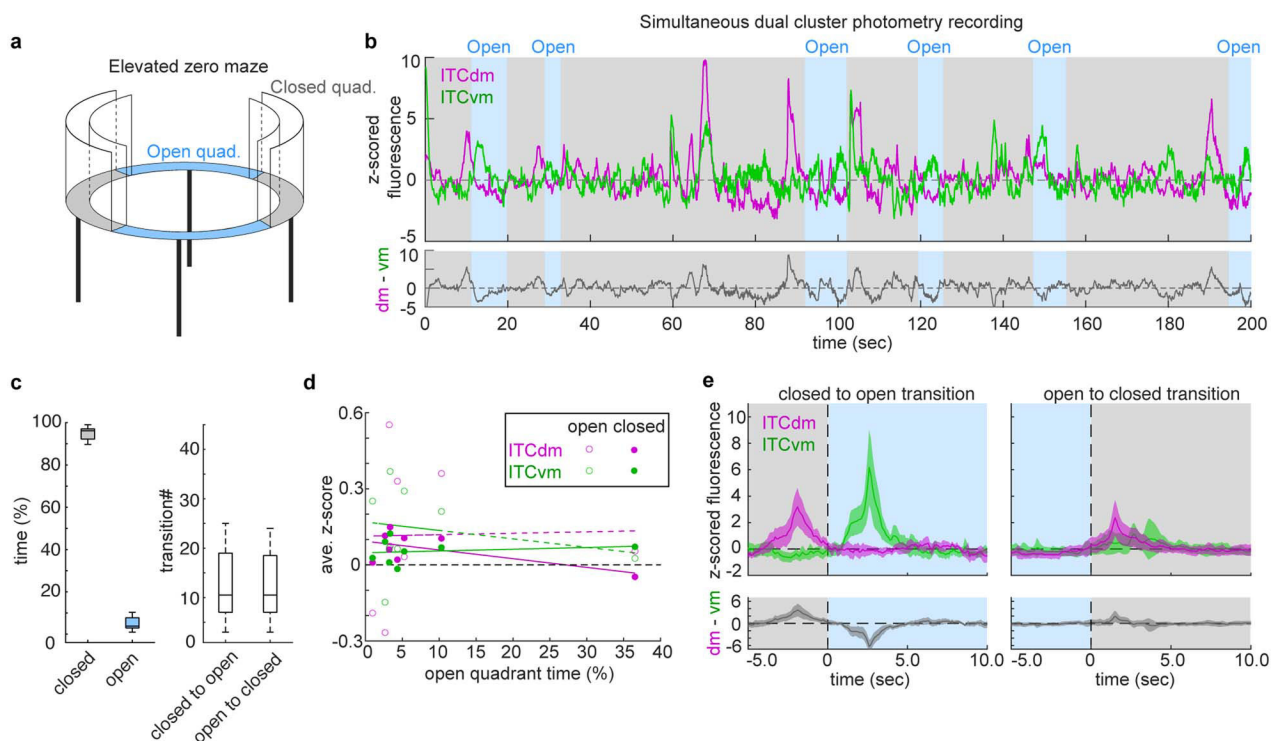 a
Elevated zero maze
Closed quad.
Open quad.
b
Simultaneous dual cluster photometry recording
Open Open Open Open Open Open
10
5
0
-5
z-scored fluorescence
ITCdm
ITCvm
10
0
-5
dm - vm
0 20 40 60 80 100 120 140 160 180 200
time (sec)
c
100
80
60
40
20
0
time (%)
closed
open
40
30
20
10
transition#
closed to open
open to closed
d
0.6
0.3
0
-0.3
ave. z-score
open closed
ITCdm
ITCvm
0 5 10 15 20 25 30 35 40
open quadrant time (%)
e
closed to open transition
open to closed transition
ITCdm
ITCvm
10
8
6
4
2
0
-2
z-scored fluorescence
6
0
-6
dm - vm
-5.0 0 5.0 10.0
time (sec)
-5.0 0 5.0 10.0
time (sec)